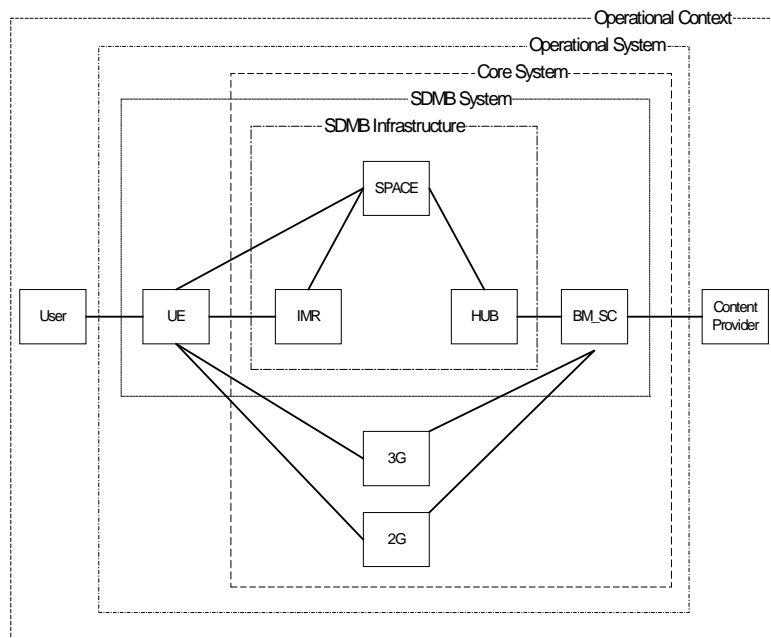 Operational Context
Operational System
Core System
SDMB System
SDMB Infrastructure
SPACE
User
UE
IMR
HUB
BM_SC
Content
Provider
3G
2G